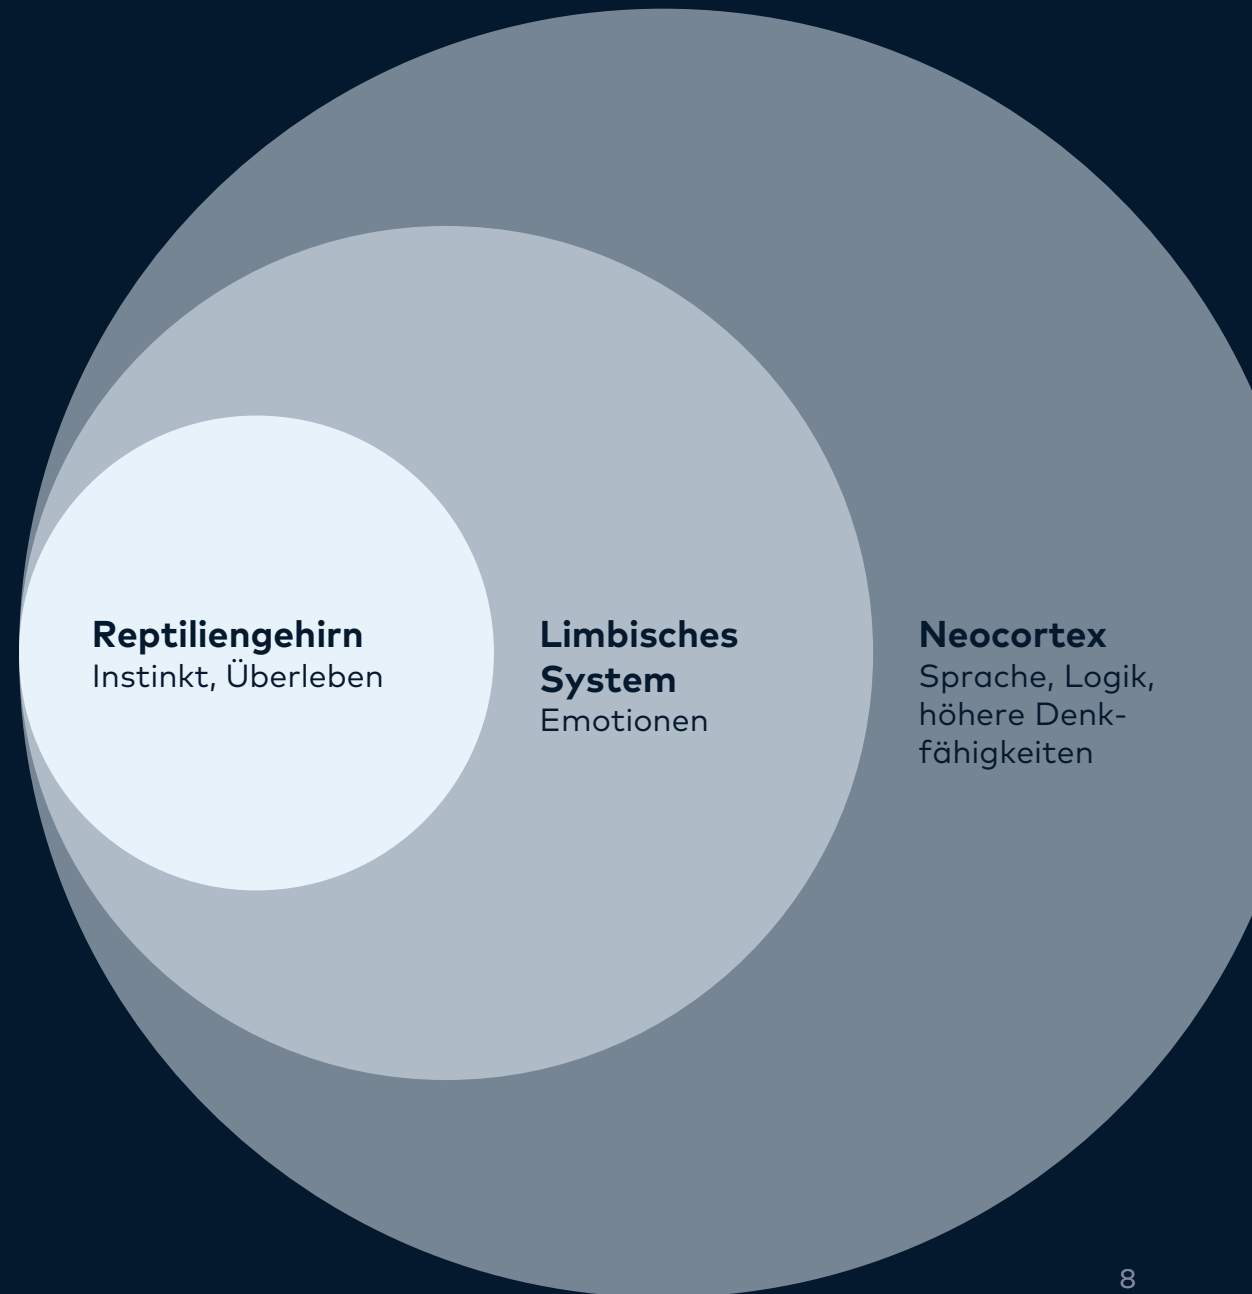 Reptiliengehirn
Instinkt, Überleben
Limbisches
System
Emotionen
Neocortex
Sprache, Logik,
höhere Denk-
fähigkeiten
8